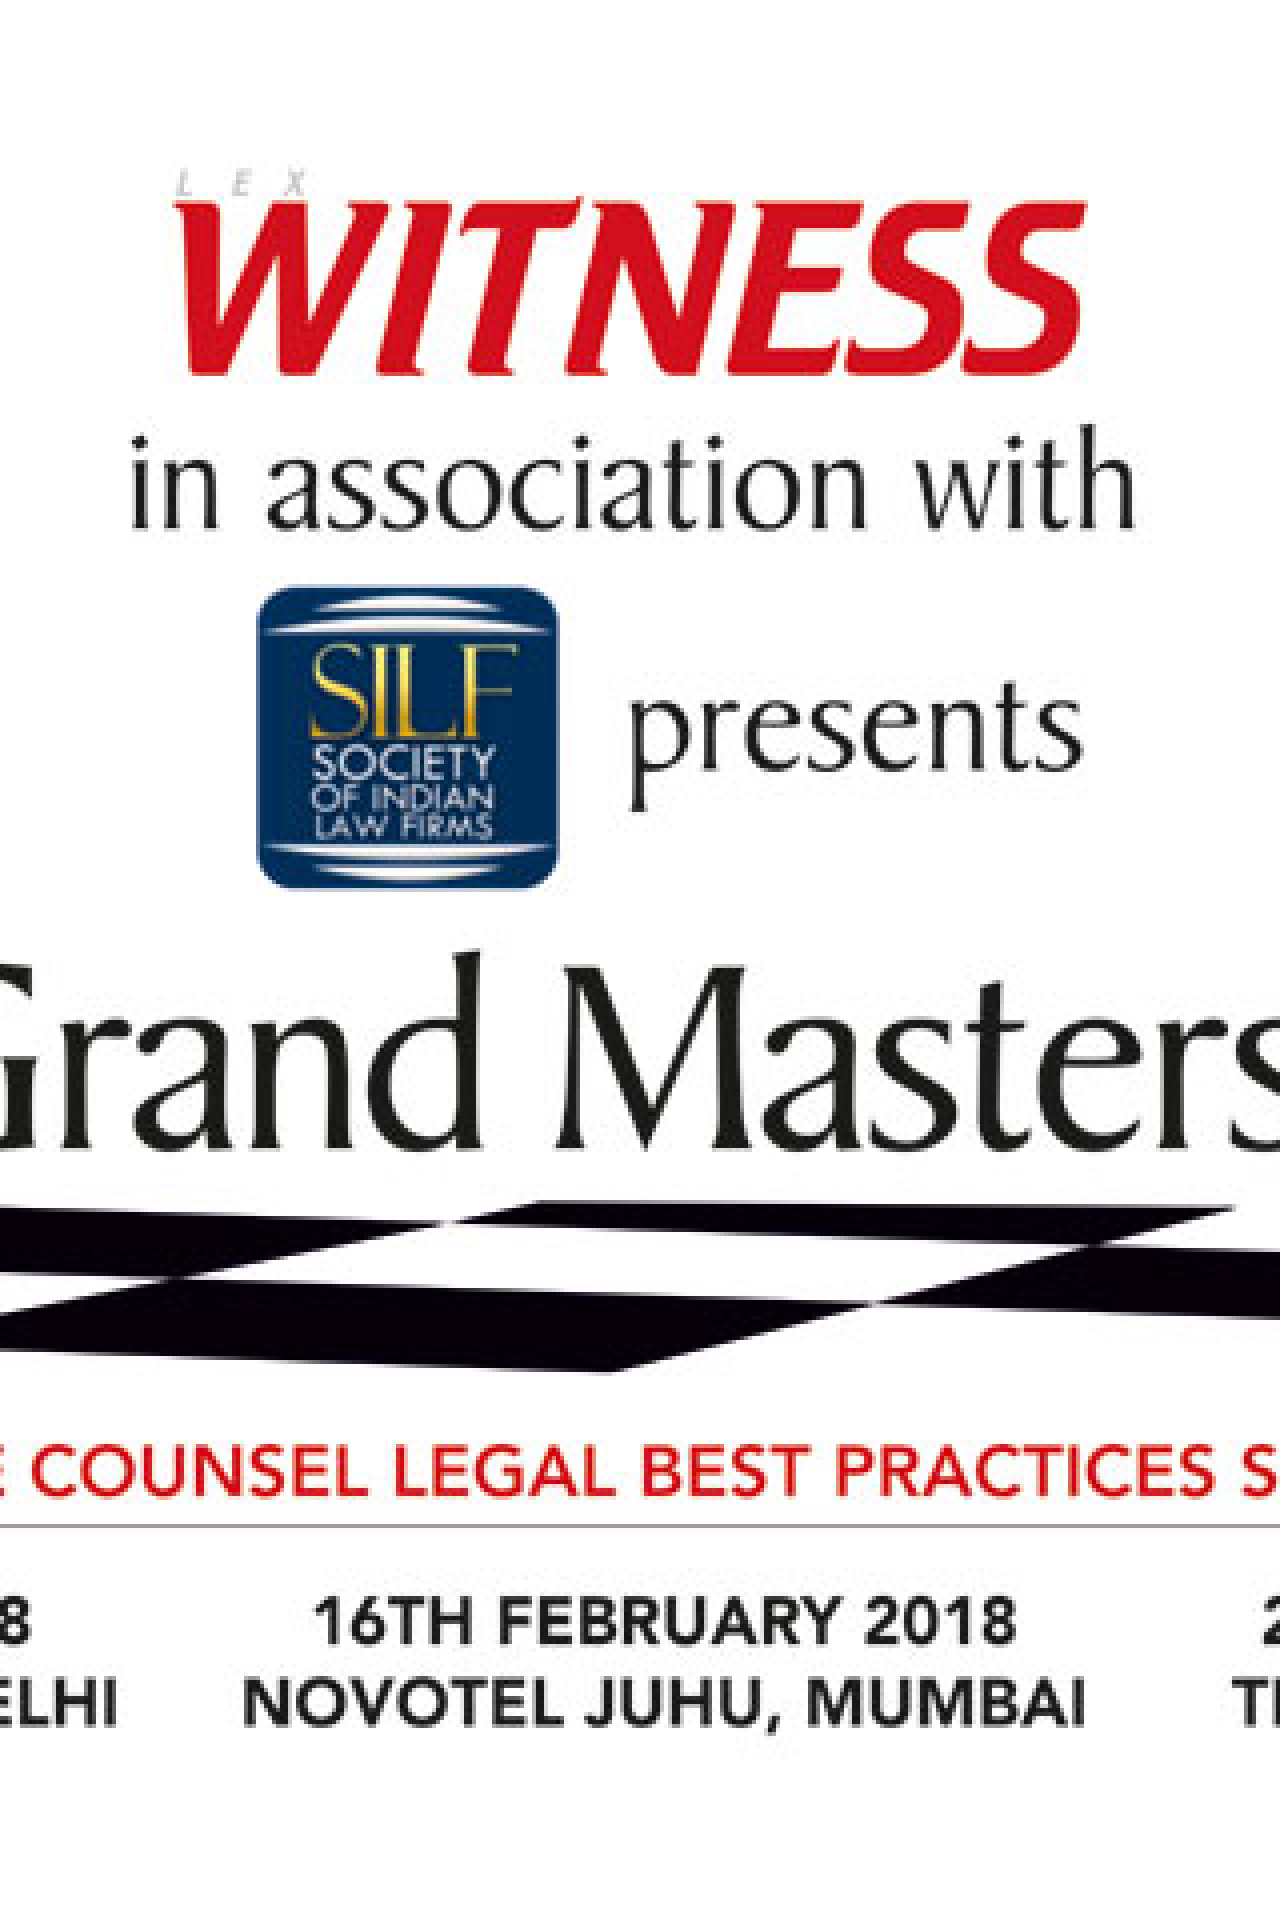 LEX
WITNESS
in association with
SILF
SOCIETY
OF INDIAN
LAW FIRMS
presents
Grand Masters
E COUNSEL LEGAL BEST PRACTICES S
8 16TH FEBRUARY 2018 2
ELHI NOVOTEL JUHU, MUMBAI T